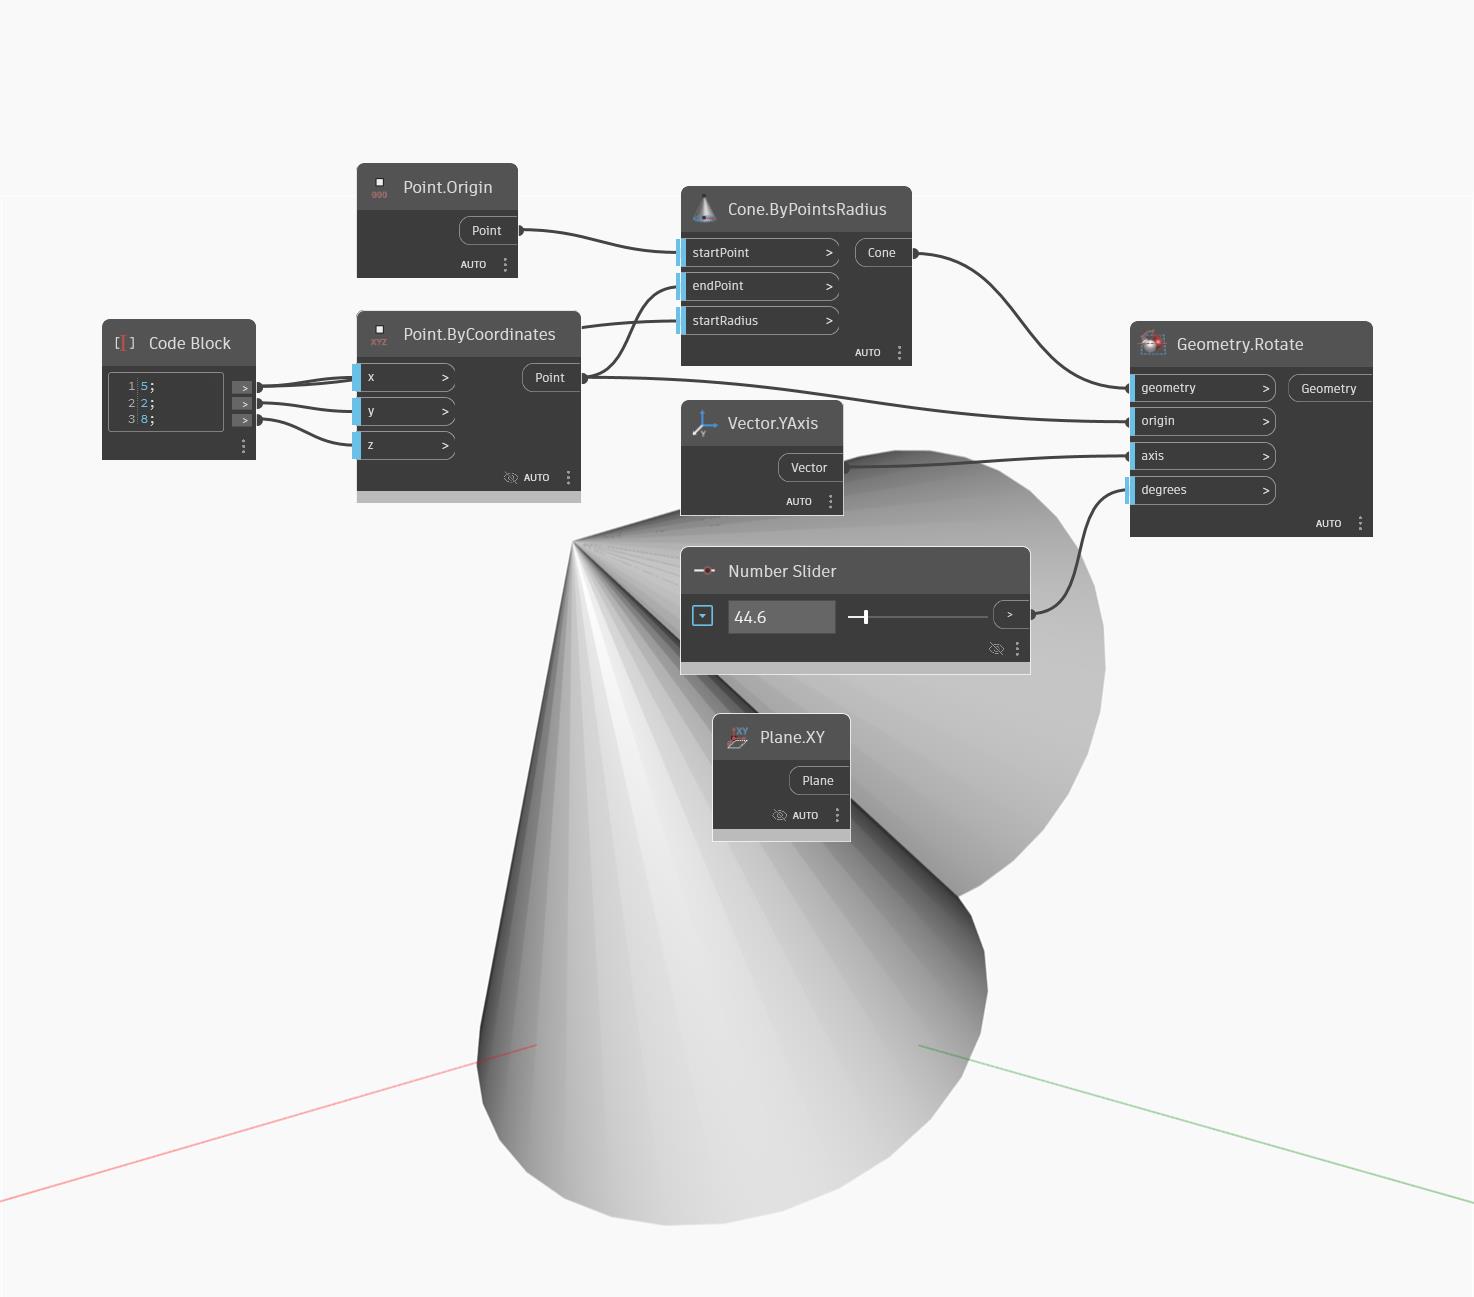 Point.Origin
Point
AUTO
Cone.ByPointsRadius
startPoint >
Cone
endPoint >
startRadius >
AUTO
Code Block
1 5; >
2 2; >
3 8; >
XYZ
Point.ByCoordinates
x >
Point
y >
z >
AUTO
Geometry.Rotate
geometry >
Geometry
origin >
axis >
degrees >
AUTO
Y
Vector.YAxis
Vector
AUTO
Number Slider
44.6
>
XY
Plane.XY
Plane
AUTO